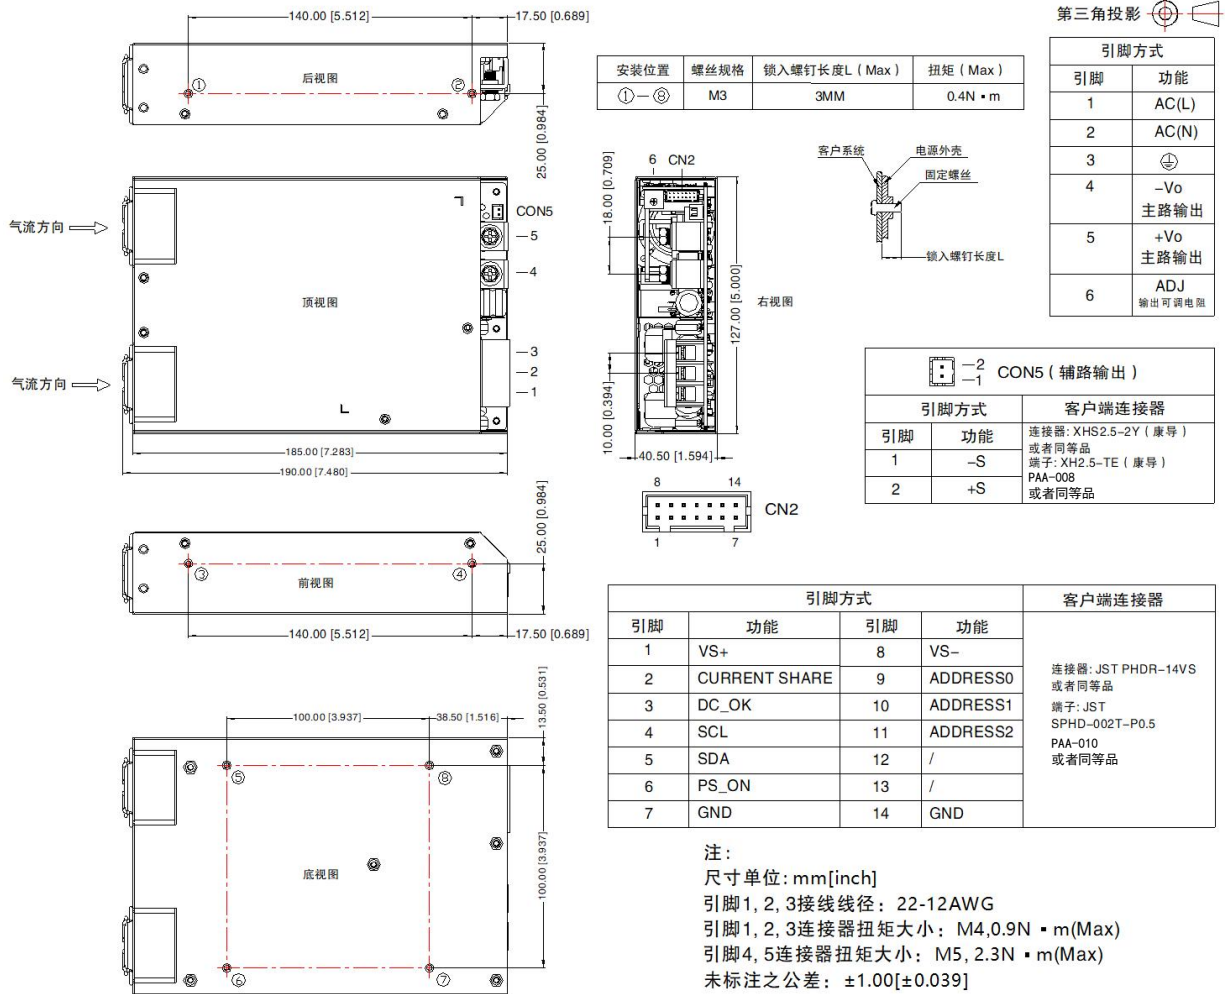 140.00 [5.512]
17.50 [0.689]
后视图
① ②
25.00 [0.984]
第三角投影
安装位置 螺丝规格 锁入螺钉长度L（Max） 扭矩（Max）
①－⑧ M3 3MM 0.4N▪m
引脚方式
引脚 功能
1 AC(L)
2 AC(N)
3
4 −Vo 主路输出
5 +Vo 主路输出
6 ADJ 输出可调电阻
客户系统
电源外壳
固定螺丝
锁入螺钉长度L
气流方向
气流方向
顶视图
CON5
5
4
3
2
1
185.00 [7.283]
190.00 [7.480]
6 CN2
18.00 [0.709]
127.00 [5.000]
10.00 [0.394]
40.50 [1.594]
右视图
2
1
CON5（辅路输出）
引脚方式 客户端连接器
引脚 功能
1 −S
2 +S
连接器: XHS2.5-2Y（康导）
或者同等品
端子: XH2.5-TE（康导）
PAA-008
或者同等品
8 14
CN2
1 7
25.00 [0.984]
前视图
③ ④
140.00 [5.512]
17.50 [0.689]
100.00 [3.937]
38.50 [1.516]
13.50 [0.531]
100.00 [3.937]
底视图
⑤ ⑧
⑥ ⑦
引脚方式 客户端连接器
引脚 功能 引脚 功能
1 VS+ 8 VS−
2 CURRENT SHARE 9 ADDRESS0
3 DC_OK 10 ADDRESS1
4 SCL 11 ADDRESS2
5 SDA 12 /
6 PS_ON 13 /
7 GND 14 GND
连接器: JST PHDR-14VS
或者同等品
端子: JST
SPHD-002T-P0.5
PAA-010
或者同等品
注：
尺寸单位: mm[inch]
引脚1, 2, 3接线线径：22-12AWG
引脚1, 2, 3连接器扭矩大小：M4,0.9N ▪ m(Max)
引脚4, 5连接器扭矩大小：M5, 2.3N ▪ m(Max)
未标注之公差：±1.00[±0.039]